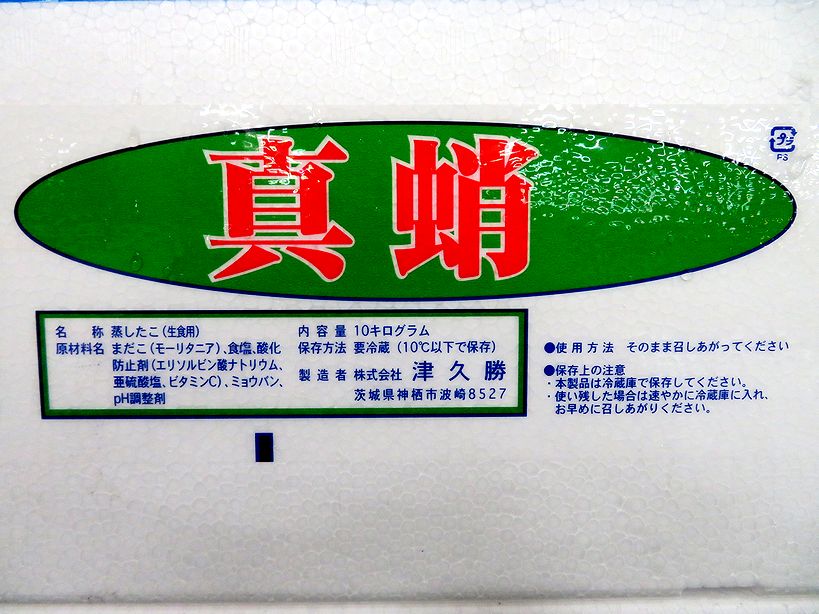 真蛸
プラ
PS
名　称 蒸したこ（生食用）
原材料名 まだこ（モーリタニア）、食塩、酸化
防止剤（エリソルビン酸ナトリウム、
亜硫酸塩、ビタミンC）、ミョウバン、
pH調整剤
内容量 10キログラム
保存方法 要冷蔵（10℃以下で保存）
製造者 株式会社 津久勝
茨城県神栖市波崎8527
●使用方法　そのまま召しあがってください
●保存上の注意
・本製品は冷蔵庫で保存してください。
・使い残した場合は速やかに冷蔵庫に入れ、
お早めに召しあがりください。